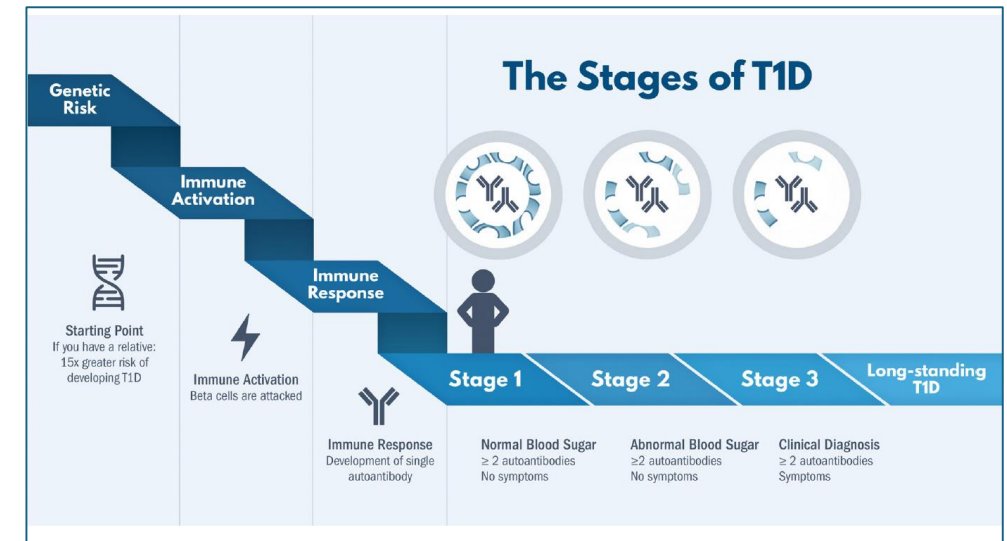 The Stages of T1D
Genetic
Risk
Immune
Activation
Immune
Response
Starting Point
If you have a relative:
15x greater risk of
developing T1D
Immune Activation
Beta cells are attacked
Immune Response
Development of single
autoantibody
Stage 1
Stage 2
Stage 3
Long-standing
T1D
Normal Blood Sugar
≥ 2 autoantibodies
No symptoms
Abnormal Blood Sugar
≥2 autoantibodies
No symptoms
Clinical Diagnosis
≥ 2 autoantibodies
Symptoms